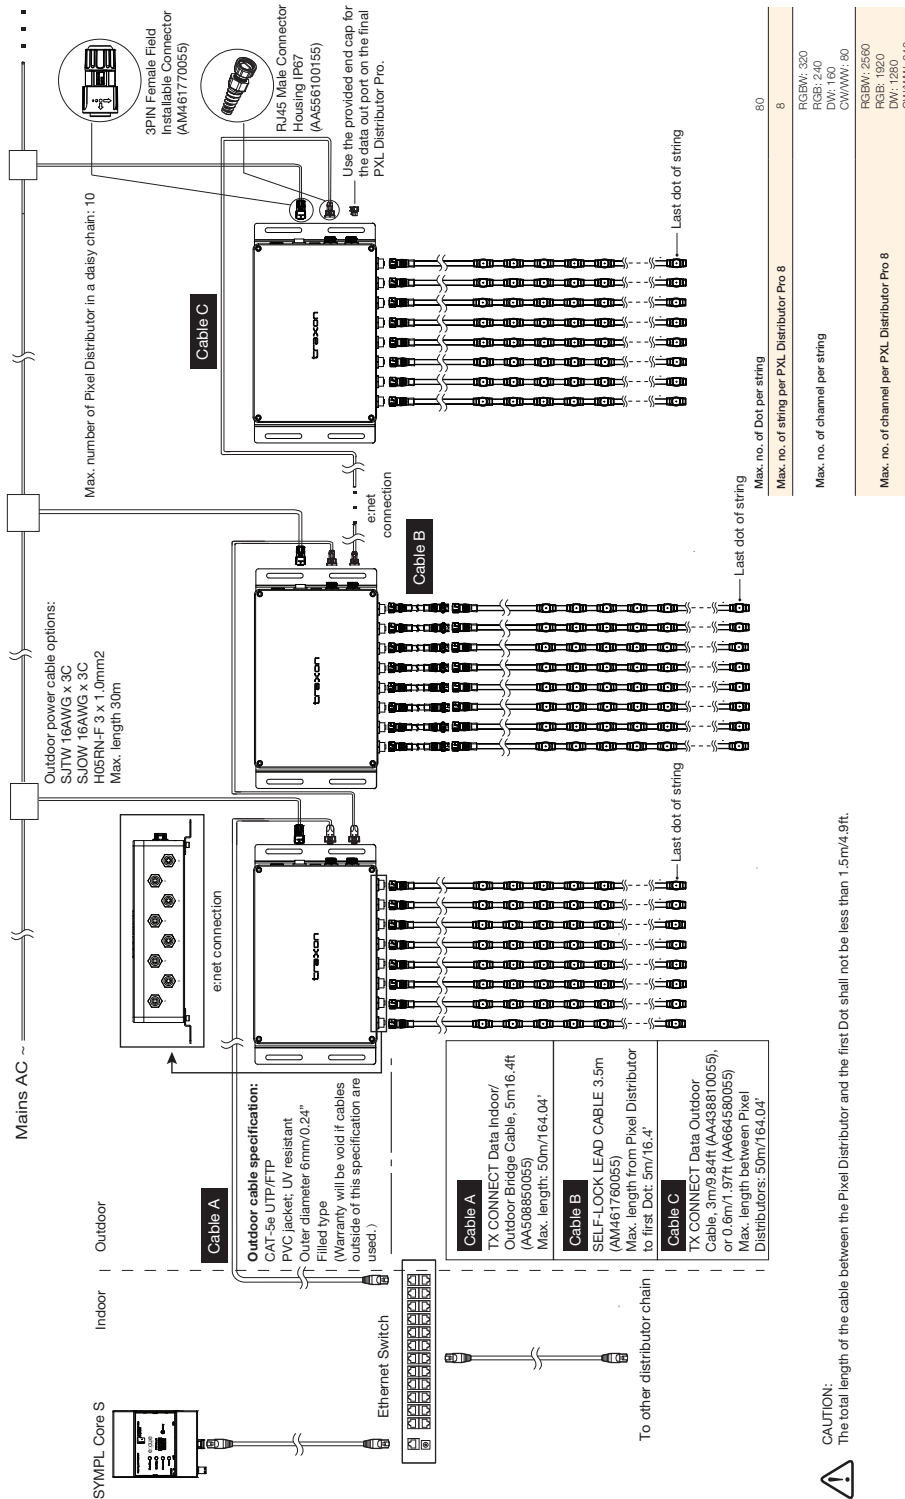 Mains AC ~
Max. number of Pixel Distributor in a daisy chain: 10
3PIN Female Field
Installable Connector
(AM461770055)
RJ45 Male Connector
Housing IP67
(AA556100155)
Use the provided end cap for
the data out port on the final
PXL Distributor Pro.
Outdoor power cable options:
SJTW 16AWG x 3C
SJOW 16AWG x 3C
H05RN-F 3 x 1.0mm2
Max. length 30m
Cable C
e:net
connection
Cable B
e:net connection
traxon
traxon
traxon
Last dot of string
Last dot of string
Last dot of string
Indoor
Outdoor
Cable A
Outdoor cable specification:
CAT-5e UTP/FTP
PVC jacket; UV resistant
Outer diameter 6mm/0.24"
Filled type
(Warranty will be void if cables
outside of this specification are
used.)
SYMPL Core S
e:cue
Ethernet Switch
To other distributor chain
Cable A
TX CONNECT Data Indoor/
Outdoor Bridge Cable, 5m16.4ft
(AA508850055)
Max. length: 50m/164.04'
Cable B
SELF-LOCK LEAD CABLE 3.5m
(AM461760055)
Max. length from Pixel Distributor
to first Dot: 5m/16.4'
Cable C
TX CONNECT Data Outdoor
Cable, 3m/9.84ft (AA438810055),
or 0.6m/1.97ft (AA664580055)
Max. length between Pixel
Distributors: 50m/164.04'
Max. no. of Dot per string 80
Max. no. of string per PXL Distributor Pro 8 8
Max. no. of channel per string
RGBW: 320
RGB: 240
DW: 160
CW/WW: 80
Max. no. of channel per PXL Distributor Pro 8
RGBW: 2560
RGB: 1920
DW: 1280
CAUTION:
The total length of the cable between the Pixel Distributor and the first Dot shall not be less than 1.5m/4.9ft.